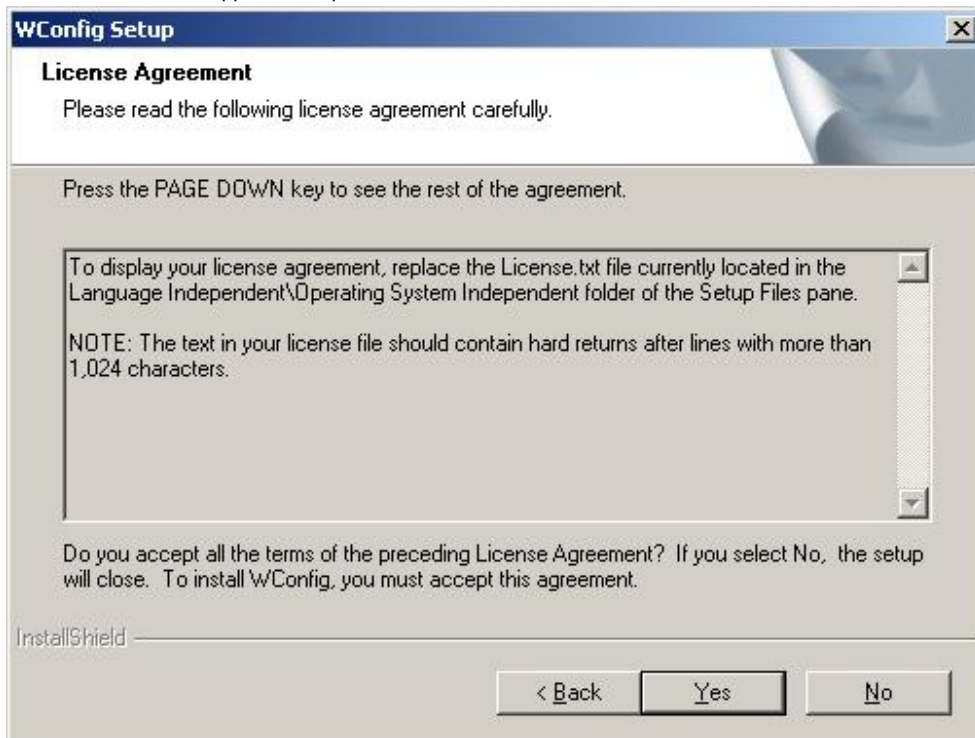 WConfig Setup
License Agreement
Please read the following license agreement carefully.
Press the PAGE DOWN key to see the rest of the agreement.
To display your license agreement, replace the License.txt file currently located in the
Language Independent\Operating System Independent folder of the Setup Files pane.
NOTE: The text in your license file should contain hard returns after lines with more than
1,024 characters.
Do you accept all the terms of the preceding License Agreement? If you select No, the setup
will close. To install WConfig, you must accept this agreement.
InstallShield
< Back
Yes
No